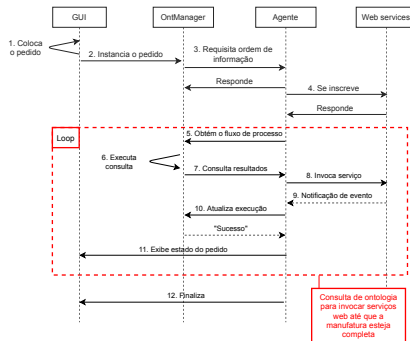 GUI
OntManager
Agente
Web services
1. Coloca
o pedido
2. Instancia o pedido
3. Requisita ordem de
informação
Responde
4. Se inscreve
Responde
Loop
5. Obtém o fluxo de processo
6. Executa
consulta
7. Consulta resultados
8. Invoca serviço
9. Notificação de evento
10. Atualiza execução
"Sucesso"
11. Exibe estado do pedido
12. Finaliza
Consulta de ontologia
para invocar serviços
web até que a
manufatura esteja
completa